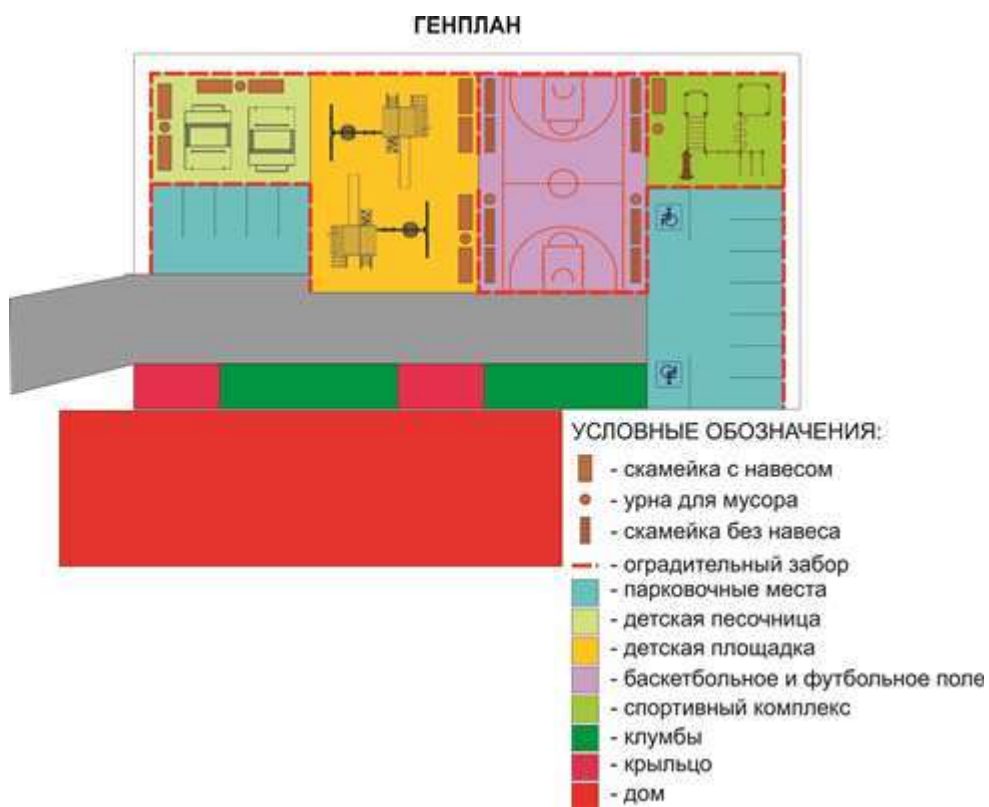 ГЕНПЛАН
УСЛОВНЫЕ ОБОЗНАЧЕНИЯ:
- скамейка с навесом
- урна для мусора
- скамейка без навеса
- оградительный забор
- парковочные места
- детская песочница
- детская площадка
- баскетбольное и футбольное поле
- спортивный комплекс
- клумбы
- крыльцо
- дом